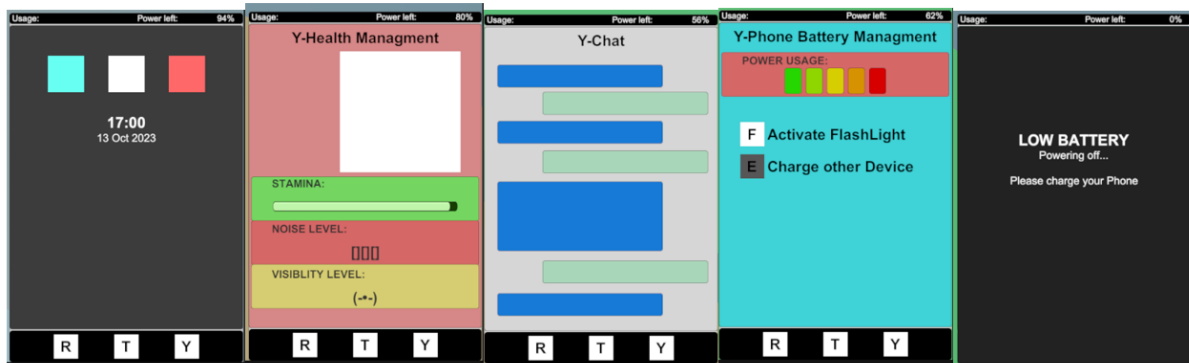 Usage: Power left: 94%
17:00
13 Oct 2023
R T Y
Usage: Power left: 80%
Y-Health Managment
STAMINA:
NOISE LEVEL:
[][][]
VISIBLITY LEVEL:
(-•-)
R T Y
Usage: Power left: 56%
Y-Chat
R T Y
Usage: Power left: 62%
Y-Phone Battery Managment
POWER USAGE:
F Activate FlashLight
E Charge other Device
R T Y
Usage: Power left: 0%
LOW BATTERY
Powering off...
Please charge your Phone